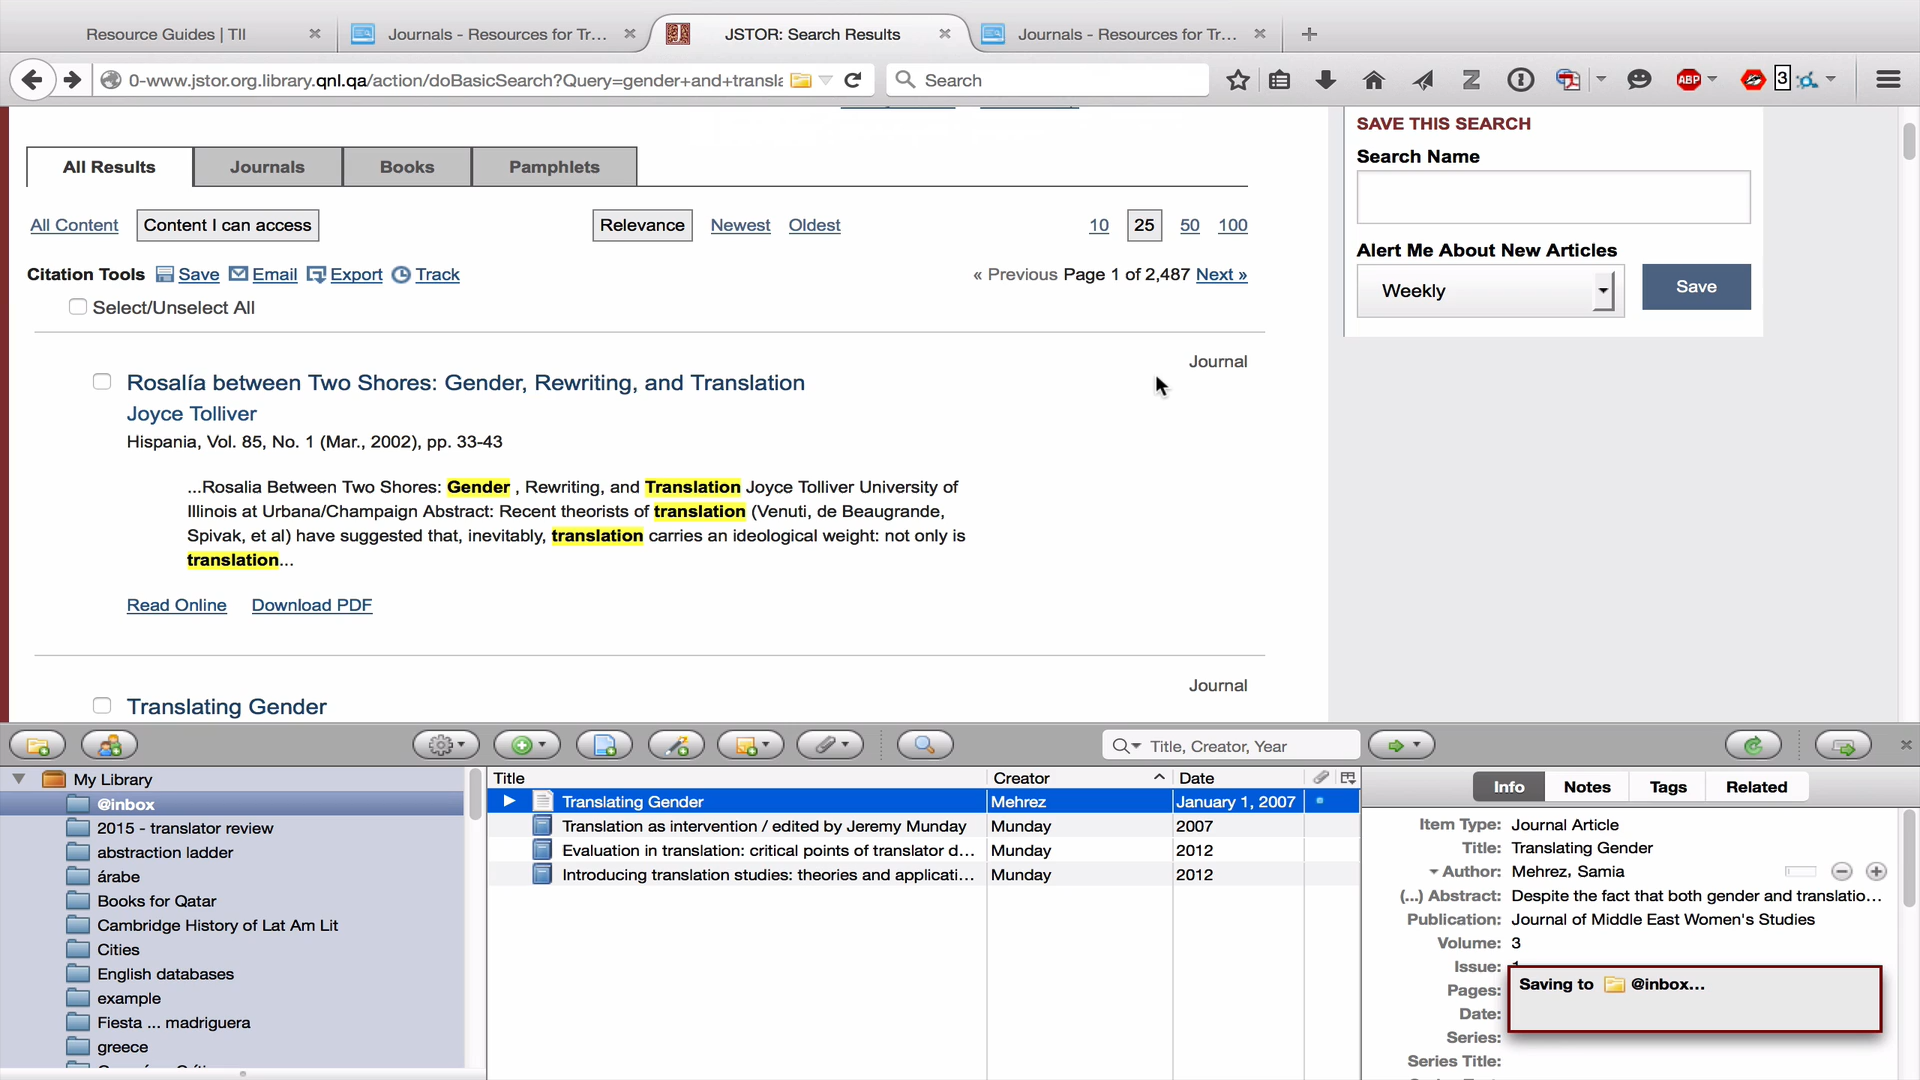 Resource Guides | TII
Journals - Resources for Tr...
JSTOR: Search Results
Journals - Resources for Tr...
0-www.jstor.org.library.qnl.qa/action/doBasicSearch?Query=gender+and+transla
Search
ABP
3
All Results
Journals
Books
Pamphlets
All Content
Content I can access
Relevance
Newest
Oldest
10
25
50
100
Citation Tools
Save
Email
Export
Track
« Previous Page 1 of 2,487 Next »
Select/Unselect All
Journal
Rosalía between Two Shores: Gender, Rewriting, and Translation
Joyce Tolliver
Hispania, Vol. 85, No. 1 (Mar., 2002), pp. 33-43
...Rosalia Between Two Shores: Gender , Rewriting, and Translation Joyce Tolliver University of
Illinois at Urbana/Champaign Abstract: Recent theorists of translation (Venuti, de Beaugrande,
Spivak, et al) have suggested that, inevitably, translation carries an ideological weight: not only is
translation...
Read Online
Download PDF
Journal
Translating Gender
SAVE THIS SEARCH
Search Name
Alert Me About New Articles
Weekly
Save
Title, Creator, Year
My Library
@inbox
2015 - translator review
abstraction ladder
árabe
Books for Qatar
Cambridge History of Lat Am Lit
Cities
English databases
example
Fiesta ... madriguera
greece
Title
Creator
Date
Translating Gender
Mehrez
January 1, 2007
Translation as intervention / edited by Jeremy Munday
Munday
2007
Evaluation in translation: critical points of translator d...
Munday
2012
Introducing translation studies: theories and applicati...
Munday
2012
Info
Notes
Tags
Related
Item Type: Journal Article
Title: Translating Gender
Author: Mehrez, Samia
(...) Abstract: Despite the fact that both gender and translatio...
Publication: Journal of Middle East Women's Studies
Volume: 3
Issue:
Pages:
Date:
Series:
Series Title:
Saving to @inbox...